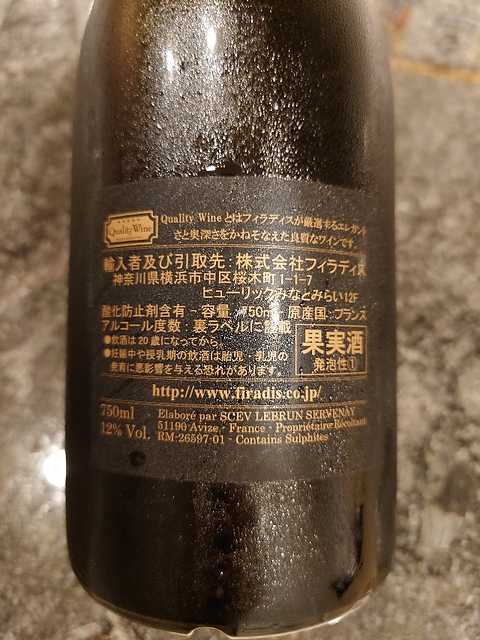 Quality Wine
Quality Wine とはフィラディスが厳選するエレガント
さと奥深さをかねそなえた良質なワインです。
輸入者及び引取先:株式会社フィラディス
神奈川県横浜市中区桜木町1-1-7
ヒューリックみなとみらい12F
酸化防止剤含有・容量:750ml・原産国:フランス
アルコール度数:裏ラベルに記載
●飲酒は20歳になってから。
●妊娠中や授乳期の飲酒は胎児・乳児の
発育に悪影響を与える恐れがあります。
果実酒
発泡性①
http://www.firadis.co.jp/
750ml
12% Vol.
Elaboré par SCEV LEBRUN SERVENAY
51190 Avize - France - Propriétaire Récoltant
RM-26597-01 - Contains Sulphites